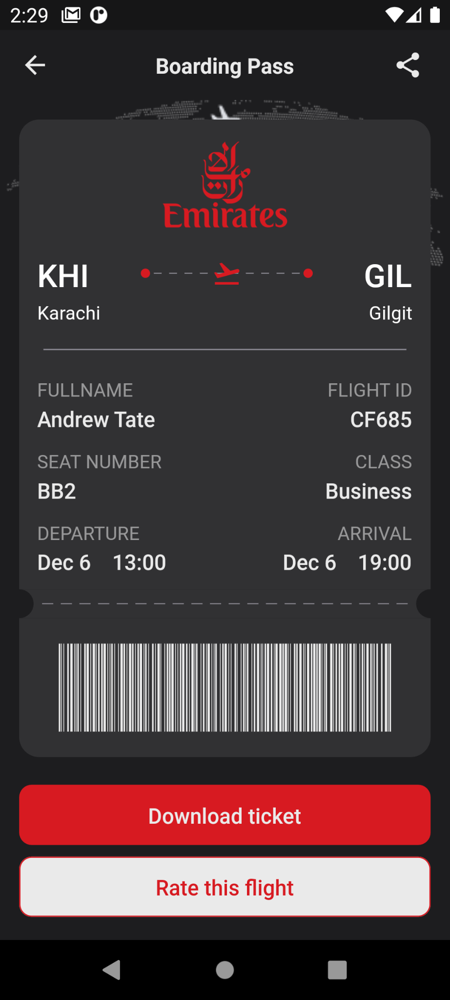 2:29
Boarding Pass
الإمارات
Emirates
KHI GIL
Karachi Gilgit
FULLNAME FLIGHT ID
Andrew Tate CF685
SEAT NUMBER CLASS
BB2 Business
DEPARTURE ARRIVAL
Dec 6 13:00 Dec 6 19:00
Download ticket
Rate this flight